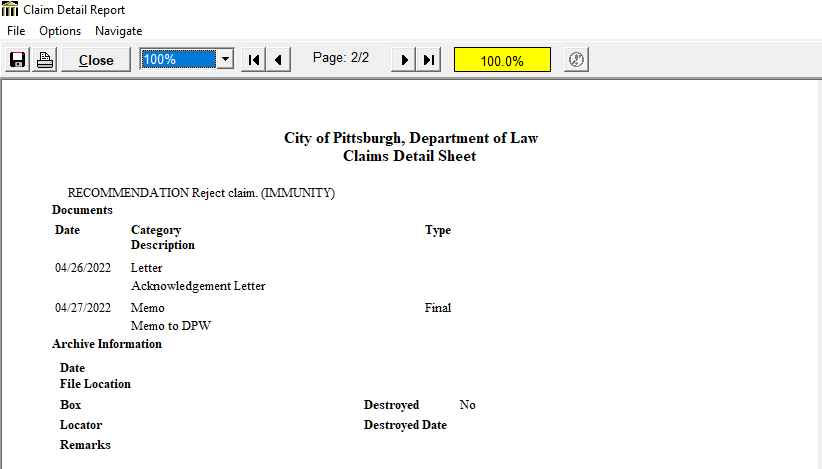 Claim Detail Report
File Options Navigate
Close 100% Page: 2/2 100.0%
City of Pittsburgh, Department of Law
Claims Detail Sheet
RECOMMENDATION Reject claim. (IMMUNITY)
Documents
Date Category Type
Description
04/26/2022 Letter
Acknowledgement Letter
04/27/2022 Memo Final
Memo to DPW
Archive Information
Date
File Location
Box Destroyed No
Locator Destroyed Date
Remarks